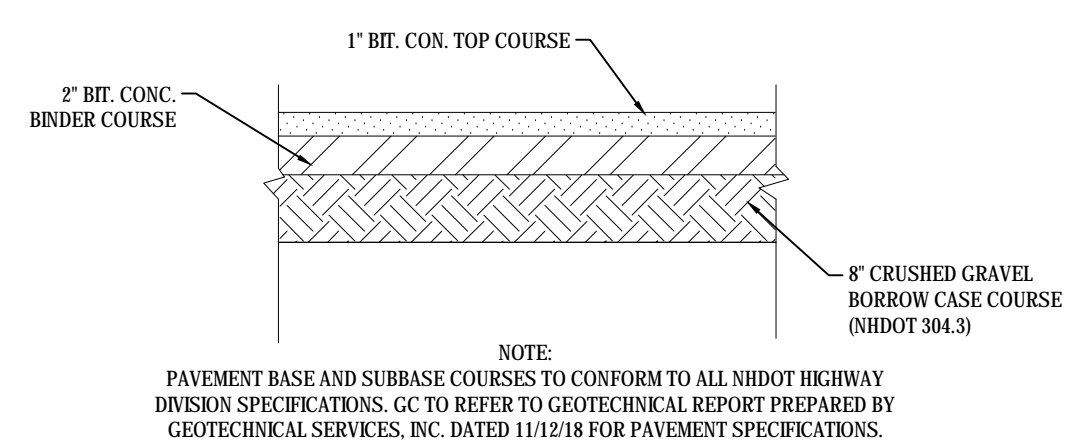 1" BIT. CON. TOP COURSE
2" BIT. CONC.
BINDER COURSE
8" CRUSHED GRAVEL
BORROW CASE COURSE
(NHDOT 304.3)
NOTE:
PAVEMENT BASE AND SUBBASE COURSES TO CONFORM TO ALL NHDOT HIGHWAY
DIVISION SPECIFICATIONS. GC TO REFER TO GEOTECHNICAL REPORT PREPARED BY
GEOTECHNICAL SERVICES, INC. DATED 11/12/18 FOR PAVEMENT SPECIFICATIONS.